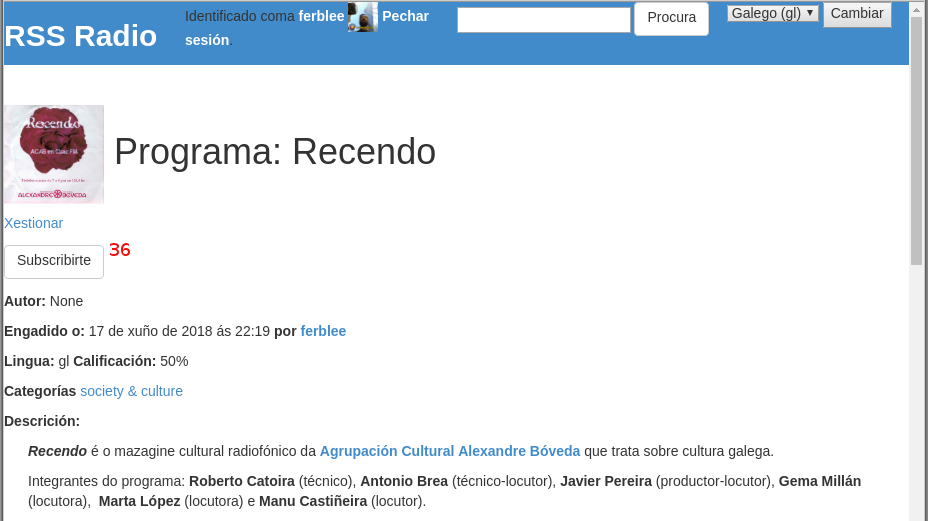 RSS Radio
Identificado coma ferblee Pechar
sesión.
Procura
Galego (gl)
Cambiar
Recendo
ACAB en Cuac FM
ALEXANDRE BÓVEDA
Programa: Recendo
Xestionar
Subscribirte
36
Autor: None
Engadido o: 17 de xuño de 2018 ás 22:19 por ferblee
Lingua: gl Calificación: 50%
Categorías society & culture
Descrición:
Recendo é o mazagine cultural radiofónico da Agrupación Cultural Alexandre Bóveda que trata sobre cultura galega.
Integrantes do programa: Roberto Catoira (técnico), Antonio Brea (técnico-locutor), Javier Pereira (productor-locutor), Gema Millán
(locutora), Marta López (locutora) e Manu Castiñeira (locutor).